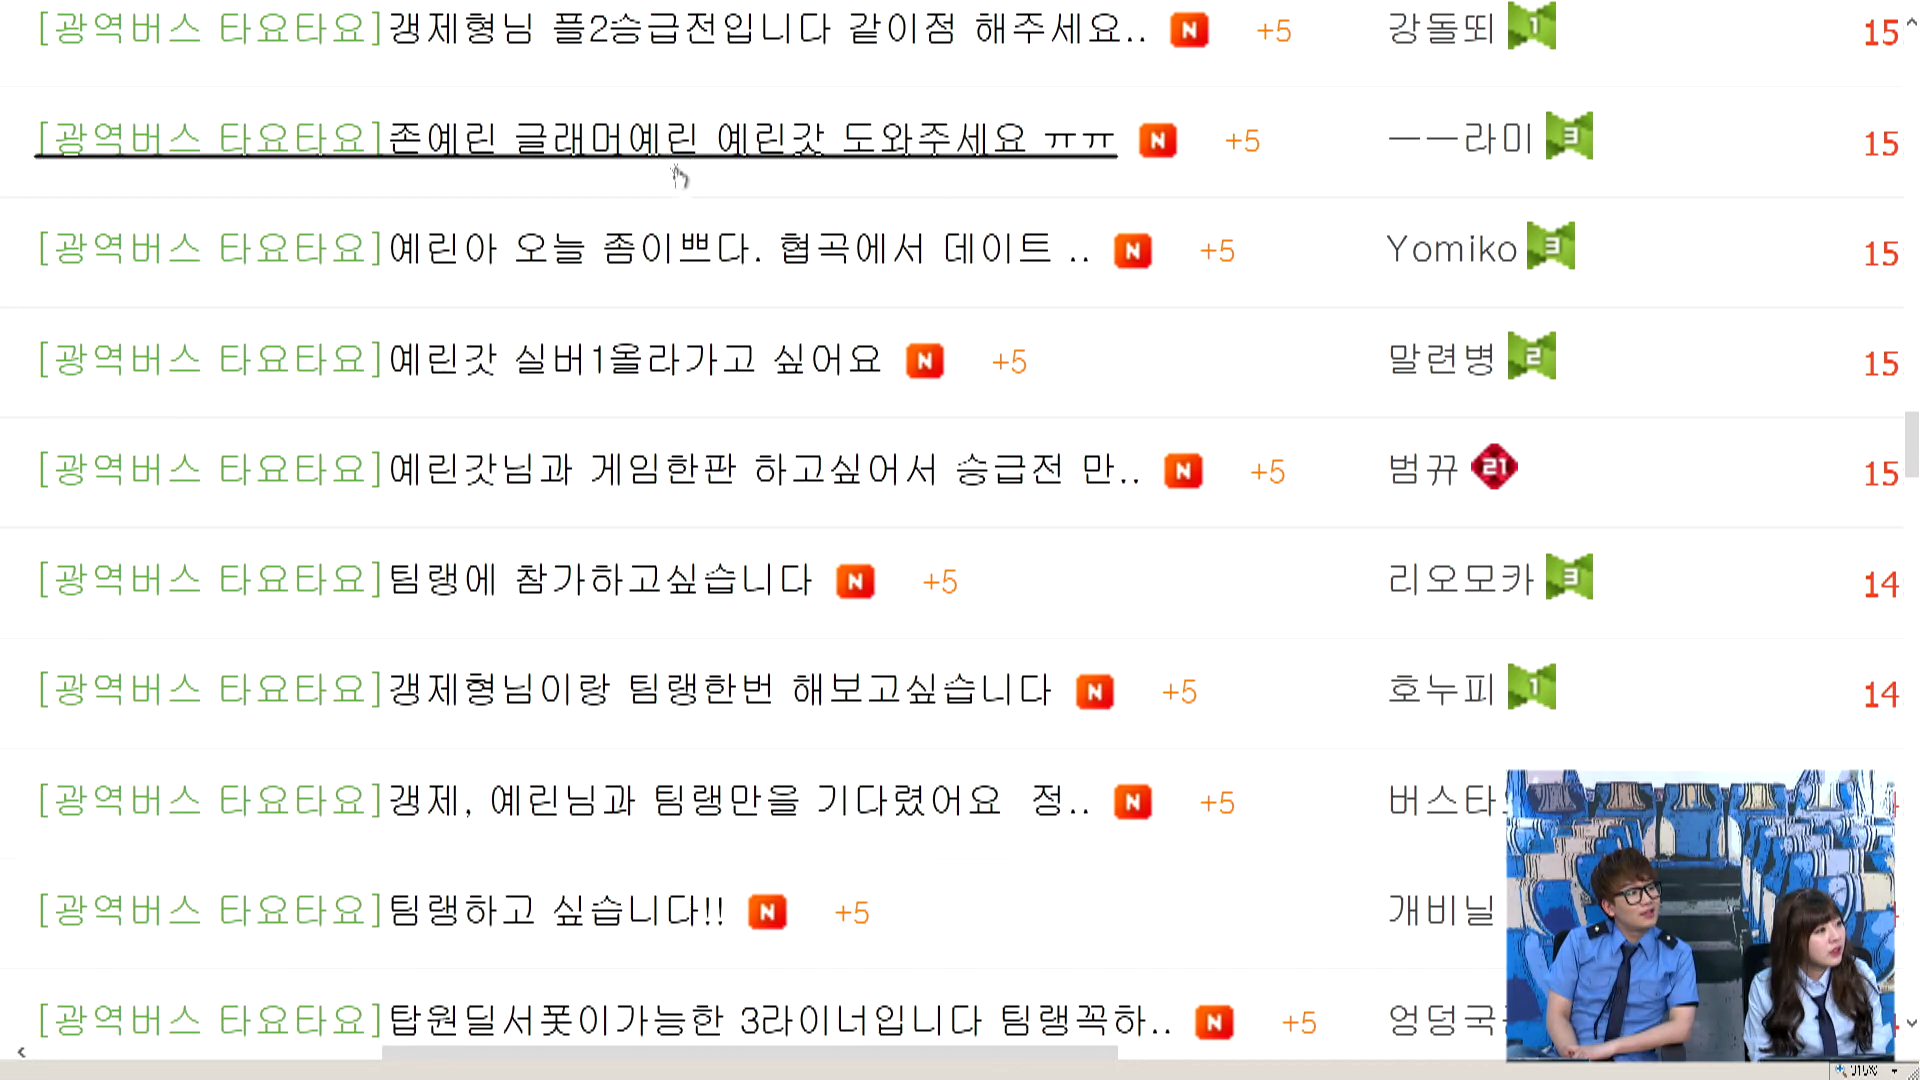 [광역버스 타요타요]갱제형님 플2승급전입니다 같이점 해주세요.. N +5 강돌뙤 1 15
[광역버스 타요타요]존예린 글래머예린 예린갓 도와주세요 ㅠㅠ N +5 ㅡㅡ라미 3 15
[광역버스 타요타요]예린아 오늘 좀이쁘다. 협곡에서 데이트 .. N +5 Yomiko 3 15
[광역버스 타요타요]예린갓 실버1올라가고 싶어요 N +5 말련병 2 15
[광역버스 타요타요]예린갓님과 게임한판 하고싶어서 승급전 만.. N +5 범뀨 21 15
[광역버스 타요타요]팀랭에 참가하고싶습니다 N +5 리오모카 3 14
[광역버스 타요타요]갱제형님이랑 팀랭한번 해보고싶습니다 N +5 호누피 1 14
[광역버스 타요타요]갱제, 예린님과 팀랭만을 기다렸어요 정.. N +5 버스타
[광역버스 타요타요]팀랭하고 싶습니다!! N +5 개비닐
[광역버스 타요타요]탑원딜서폿이가능한 3라이너입니다 팀랭꼭하.. N +5 엉덩국